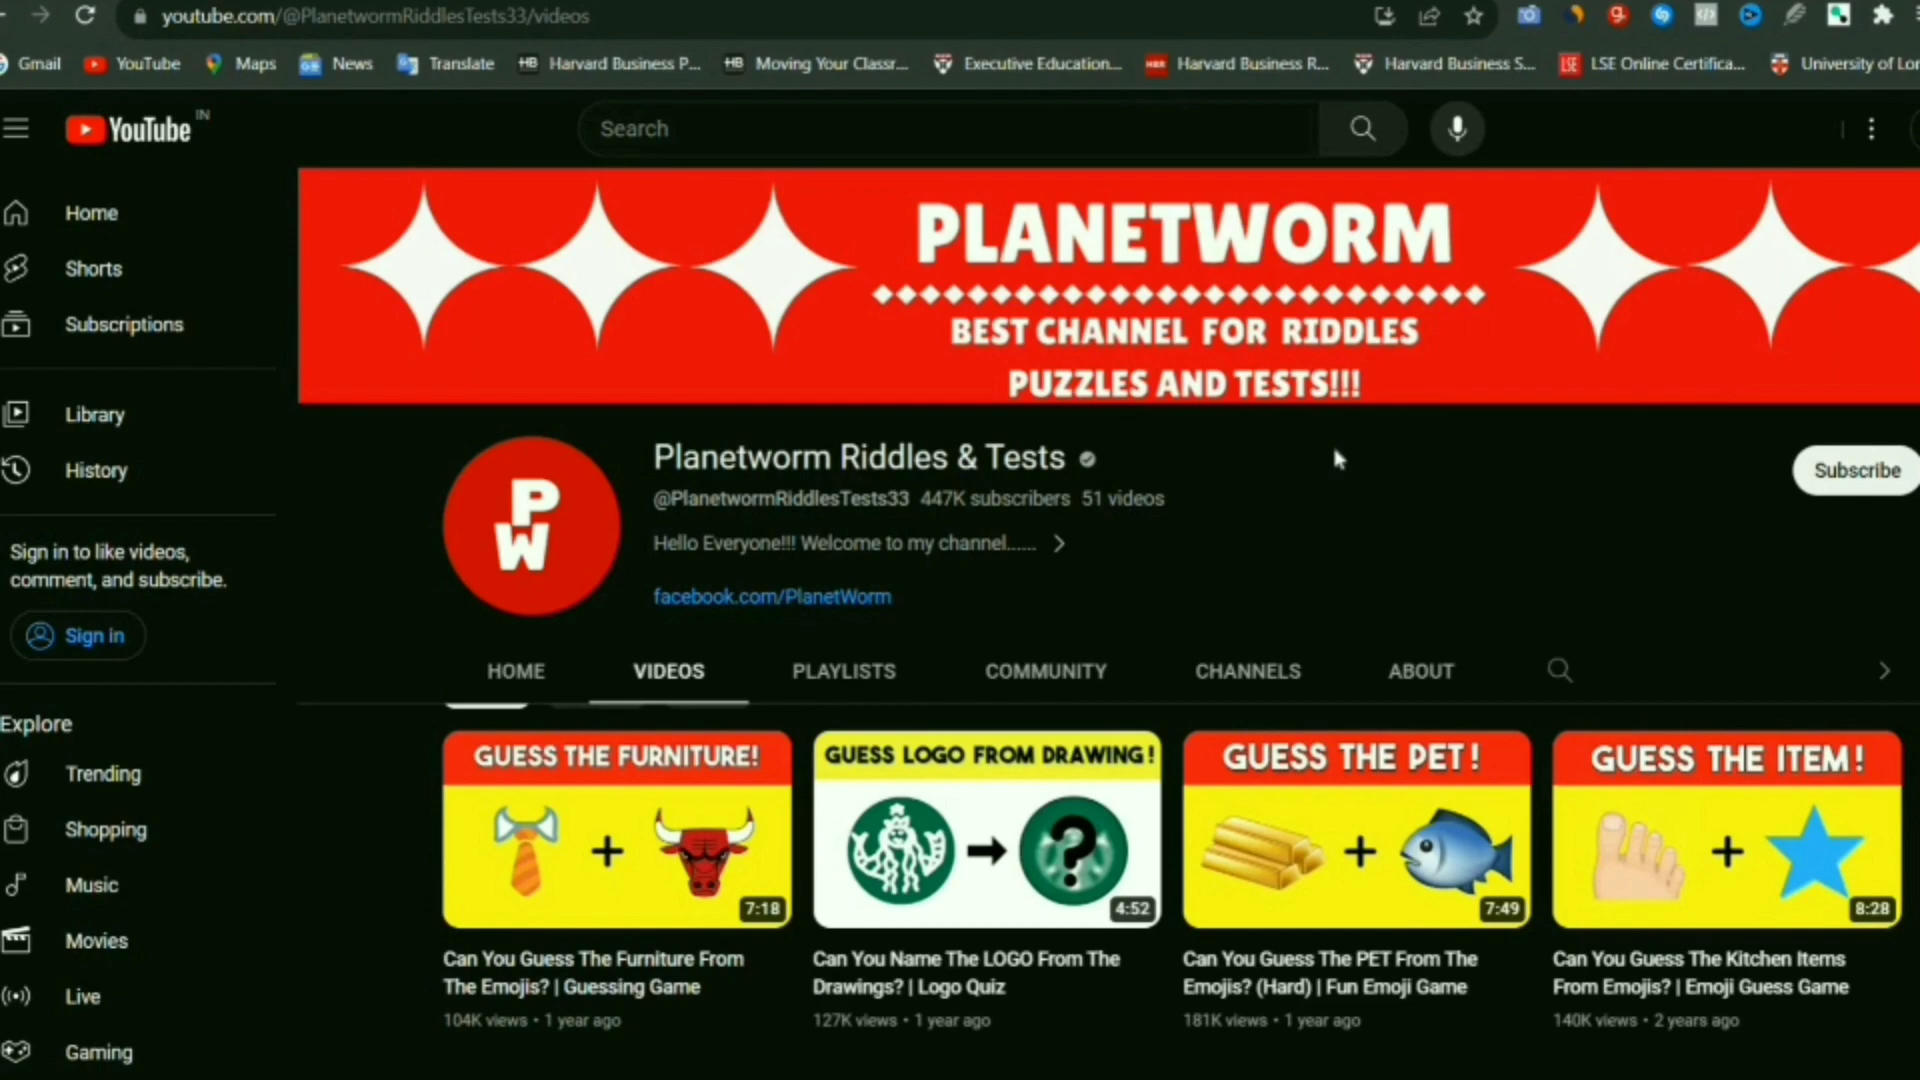 youtube.com/@PlanetwormRiddlesTests33/videos
Gmail YouTube Maps News Translate Harvard Business P... Moving Your Classr... Executive Education... Harvard Business R... Harvard Business S... LSE Online Certifica... University of Lon
YouTube IN
Search
Home
Shorts
Subscriptions
Library
History
Sign in to like videos,
comment, and subscribe.
Sign in
Explore
Trending
Shopping
Music
Movies
Live
Gaming
PLANETWORM
BEST CHANNEL FOR RIDDLES
PUZZLES AND TESTS!!!
PW
Planetworm Riddles & Tests
@PlanetwormRiddlesTests33 447K subscribers 51 videos
Hello Everyone!!! Welcome to my channel......
facebook.com/PlanetWorm
Subscribe
HOME VIDEOS PLAYLISTS COMMUNITY CHANNELS ABOUT
GUESS THE FURNITURE!
7:18
Can You Guess The Furniture From
The Emojis? | Guessing Game
104K views • 1 year ago
GUESS LOGO FROM DRAWING!
?
4:52
Can You Name The LOGO From The
Drawings? | Logo Quiz
127K views • 1 year ago
GUESS THE PET!
7:49
Can You Guess The PET From The
Emojis? (Hard) | Fun Emoji Game
181K views • 1 year ago
GUESS THE ITEM!
8:28
Can You Guess The Kitchen Items
From Emojis? | Emoji Guess Game
140K views • 2 years ago